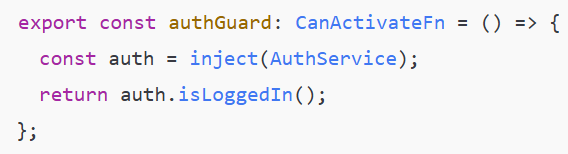 export const authGuard: CanActivateFn = () => {
  const auth = inject(AuthService);
  return auth.isLoggedIn();
};